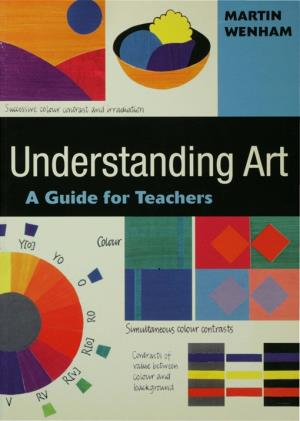 MARTIN
WENHAM
Successive colour contrast and irradiation
Understanding Art
A Guide for Teachers
Y[O]
YO
Colour
O
RO
R[O]
R[V]
RV
V
Simultaneous colour contrasts
Contrasts of
value between
colour and
background